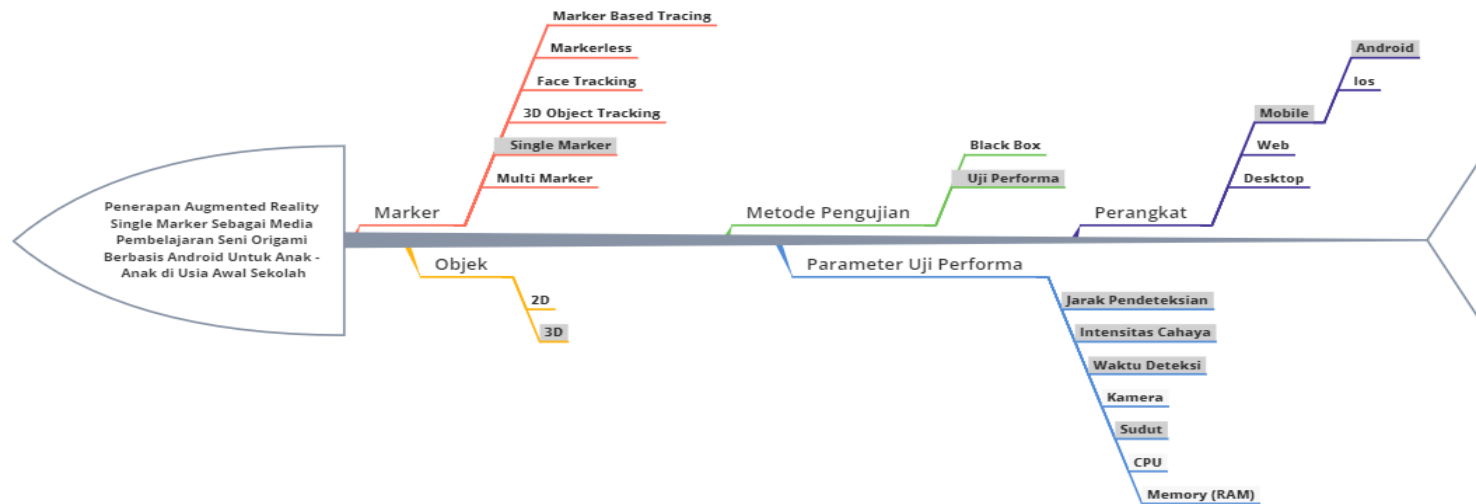 Penerapan Augmented Reality
Single Marker Sebagai Media
Pembelajaran Seni Origami
Berbasis Android Untuk Anak -
Anak di Usia Awal Sekolah
Marker
Marker Based Tracing
Markerless
Face Tracking
3D Object Tracking
Single Marker
Multi Marker
Objek
2D
3D
Metode Pengujian
Black Box
Uji Performa
Parameter Uji Performa
Jarak Pendeteksian
Intensitas Cahaya
Waktu Deteksi
Kamera
Sudut
CPU
Memory (RAM)
Perangkat
Mobile
Android
Ios
Web
Desktop